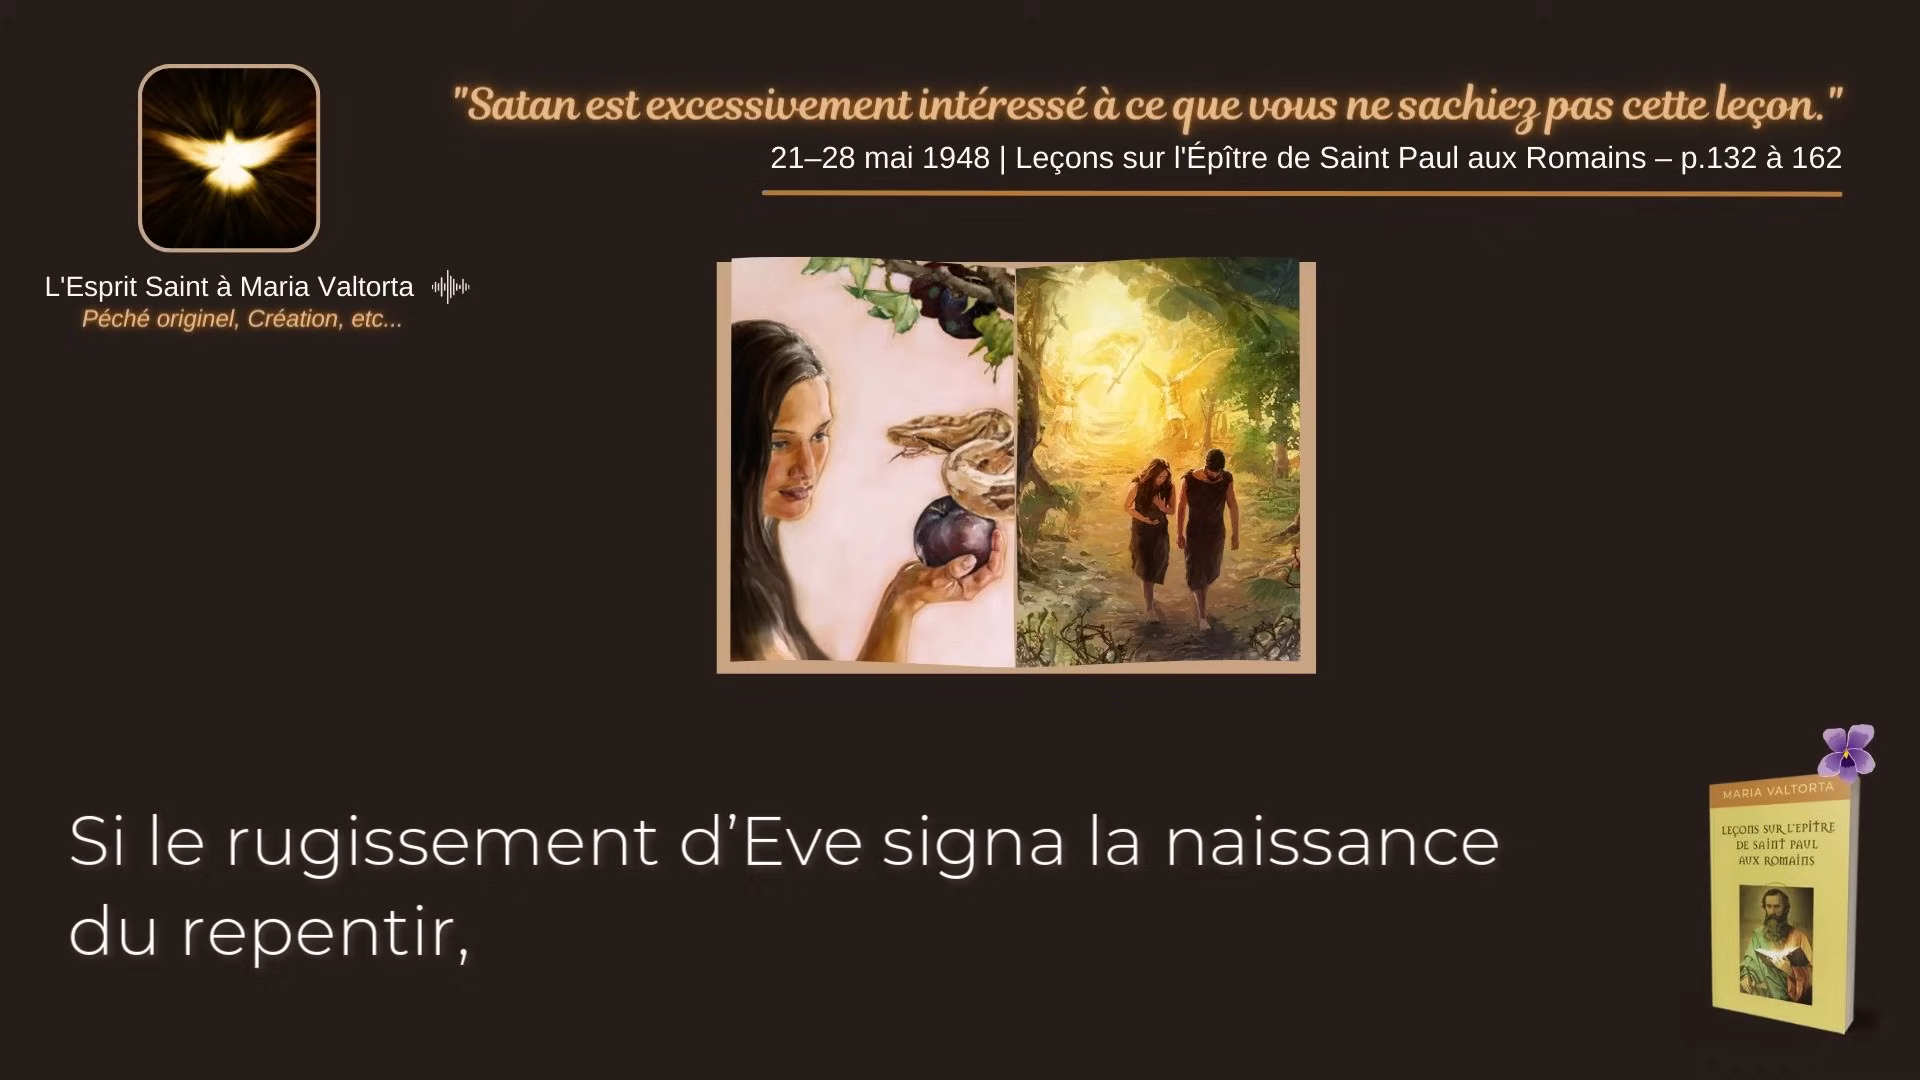 "Satan est excessivement intéressé à ce que vous ne sachiez pas cette leçon."
21–28 mai 1948 | Leçons sur l'Épître de Saint Paul aux Romains – p.132 à 162
L'Esprit Saint à Maria Valtorta
Péché originel, Création, etc...
Si le rugissement d’Eve signa la naissance
du repentir,
MARIA VALTORTA
LEÇONS SUR L'EPÎTRE
DE SAINT PAUL
AUX ROMAINS